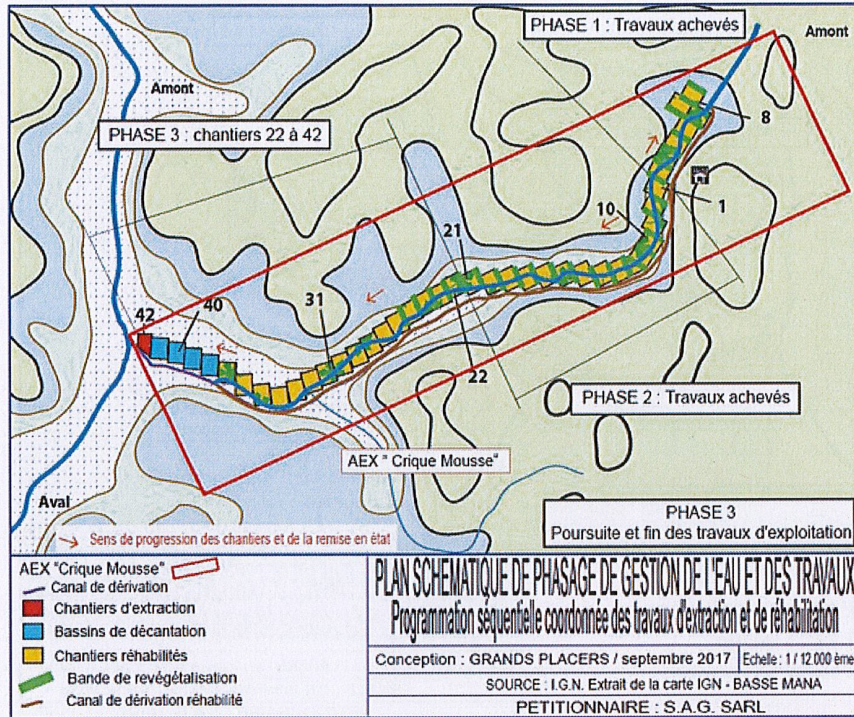 PHASE 1 : Travaux achevés
Amont
Amont
PHASE 3 : chantiers 22 à 42
8
1
10
21
31
40
42
22
PHASE 2 : Travaux achevés
AEX " Crique Mousse"
Aval
PHASE 3
Poursuite et fin des travaux d'exploitation
Sens de progression des chantiers et de la remise en état
AEX "Crique Mousse"
Canal de dérivation
Chantiers d'extraction
Bassins de décantation
Chantiers réhabilités
Bande de revégétalisation
Canal de dérivation réhabilité
PLAN SCHEMATIQUE DE PHASAGE DE GESTION DE L'EAU ET DES TRAVAUX
Programmation séquentielle coordonnée des travaux d'extraction et de réhabilitation
Conception : GRANDS PLACERS / septembre 2017
Echelle : 1 / 12.000 ème
SOURCE : I.G.N. Extrait de la carte IGN - BASSE MANA
PETITIONNAIRE : S.A.G. SARL